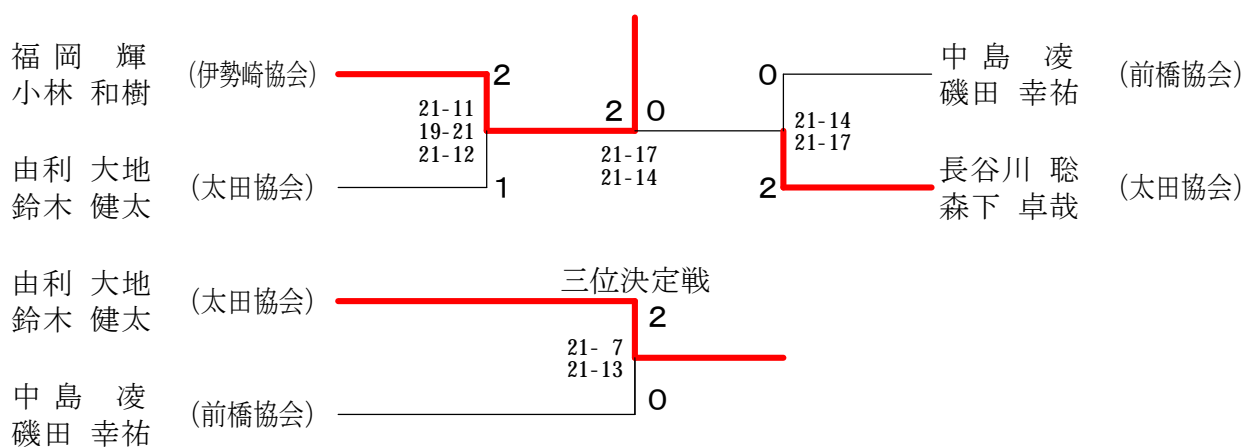 福岡 輝
小林 和樹
(伊勢崎協会)
2
21-11
19-21
21-12
由利 大地
鈴木 健太
(太田協会)
1
2
0
21-17
21-14
0
中島 凌
磯田 幸祐
(前橋協会)
21-14
21-17
2
長谷川 聡
森下 卓哉
(太田協会)
三位決定戦
由利 大地
鈴木 健太
(太田協会)
2
21- 7
21-13
中島 凌
磯田 幸祐
(前橋協会)
0